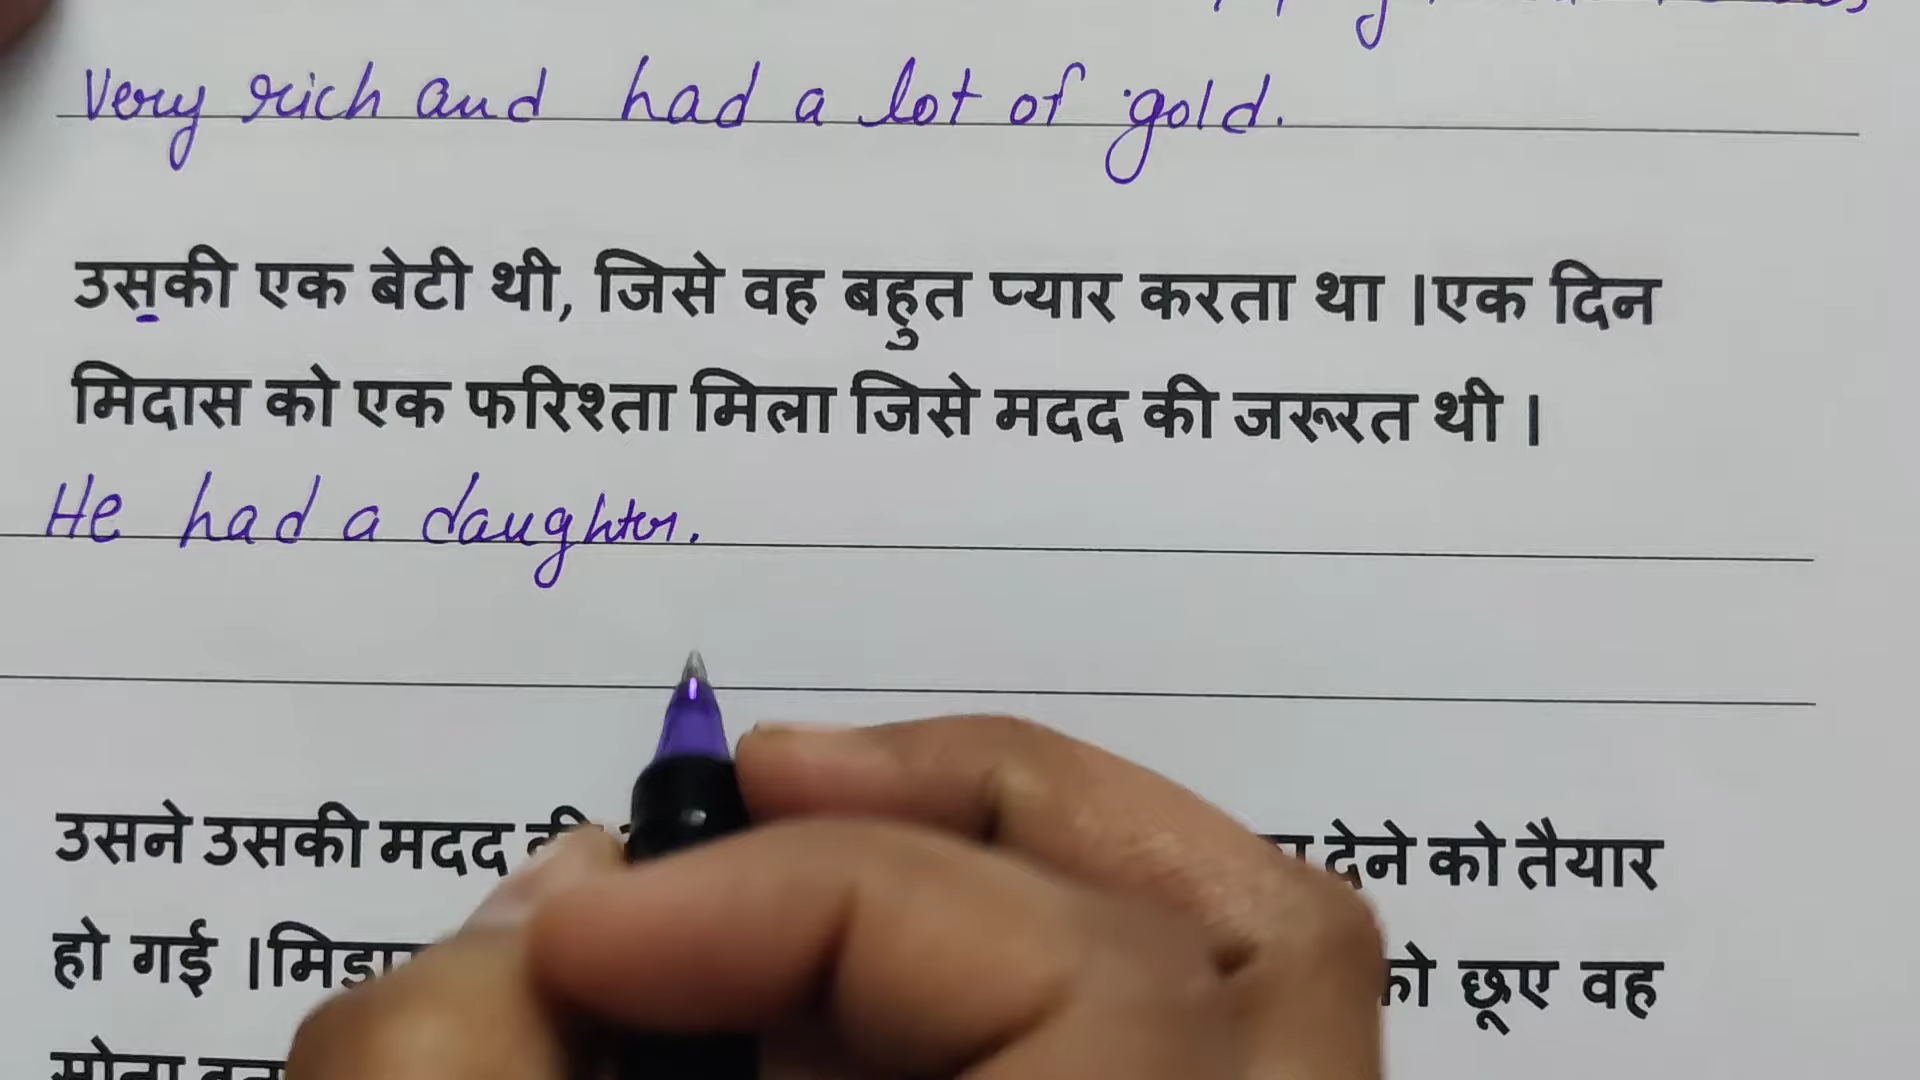 Very rich and had a lot of gold.
उसकी एक बेटी थी, जिसे वह बहुत प्यार करता था ।एक दिन
मिदास को एक फरिश्ता मिला जिसे मदद की जरूरत थी ।
He had a daughter.
उसने उसकी मदद देने को तैयार
हो गई । को छूए वह